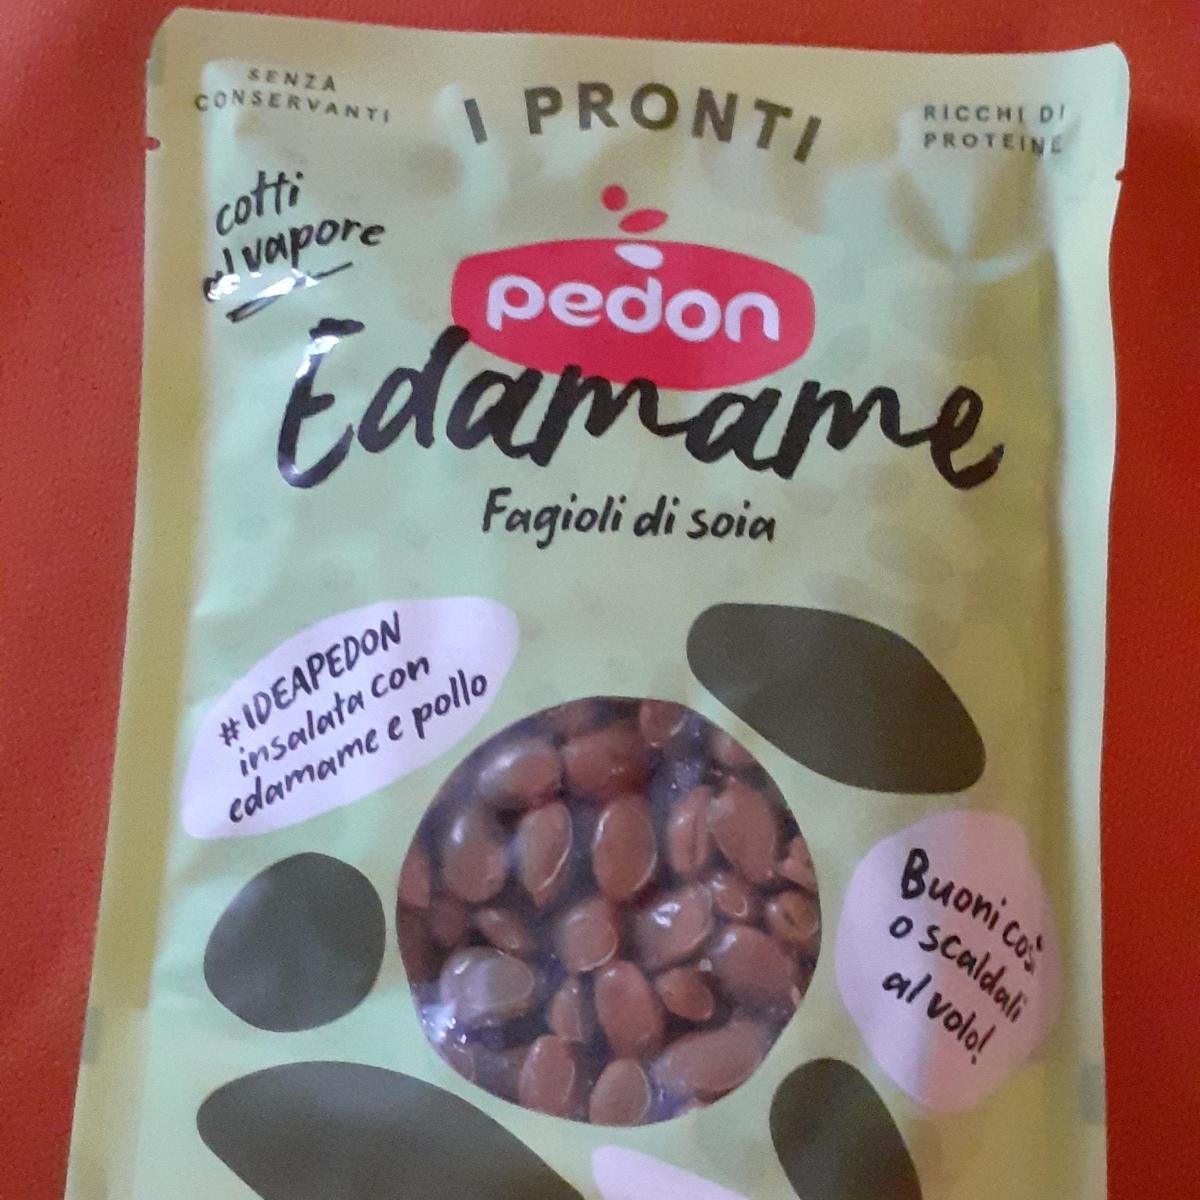 SENZA
CONSERVANTI
I PRONTI
RICCHI DI
PROTEINE
cotti
al vapore
pedon
Edamame
Fagioli di soia
#IDEAPEDON
insalata con
edamame e pollo
Buoni così
o scaldali
al volo!